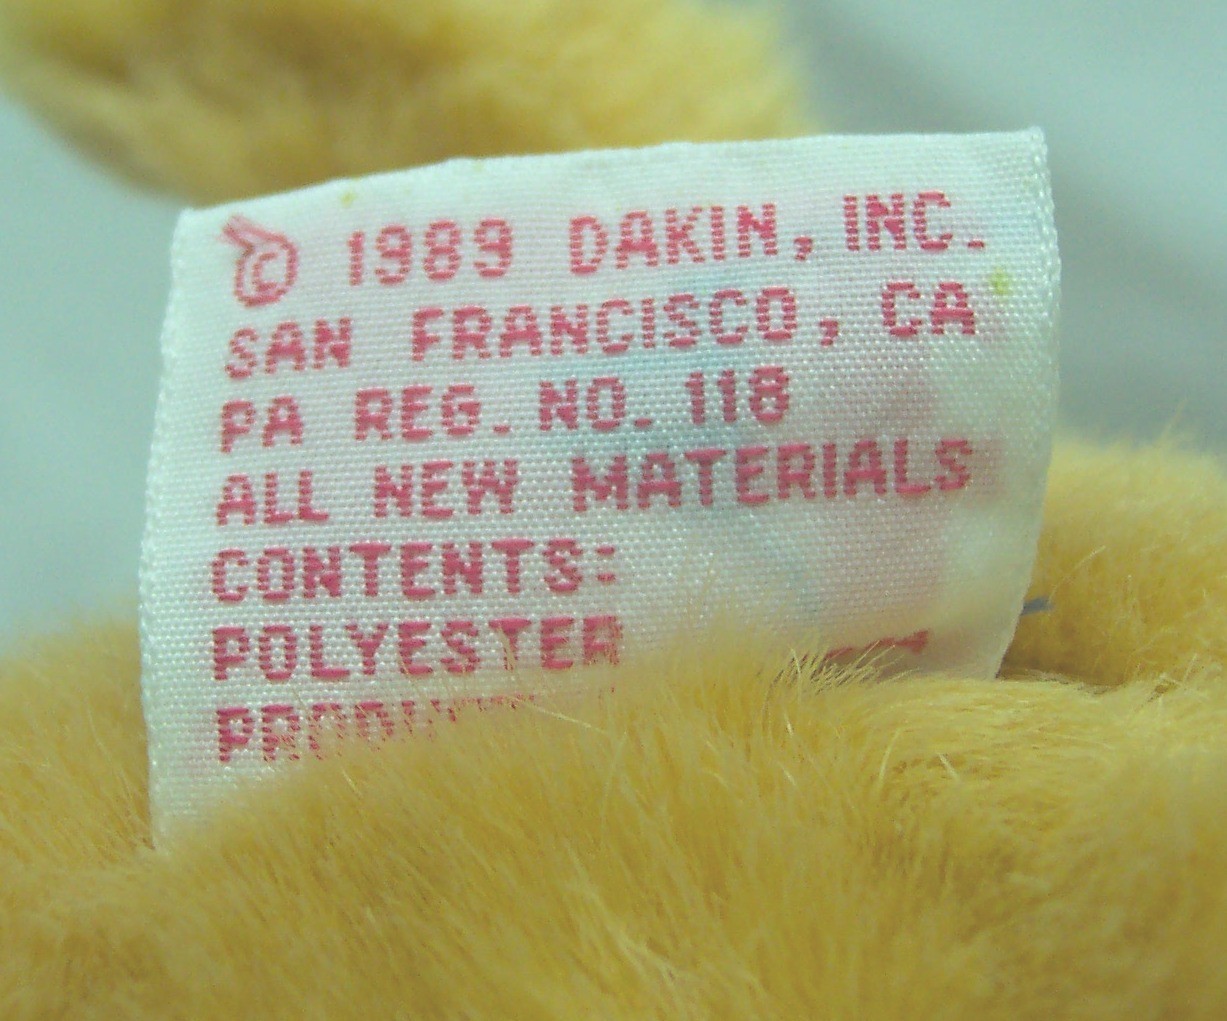 © 1989 DAKIN, INC.
SAN FRANCISCO, CA
PA REG. NO. 118
ALL NEW MATERIALS
CONTENTS:
POLYESTER